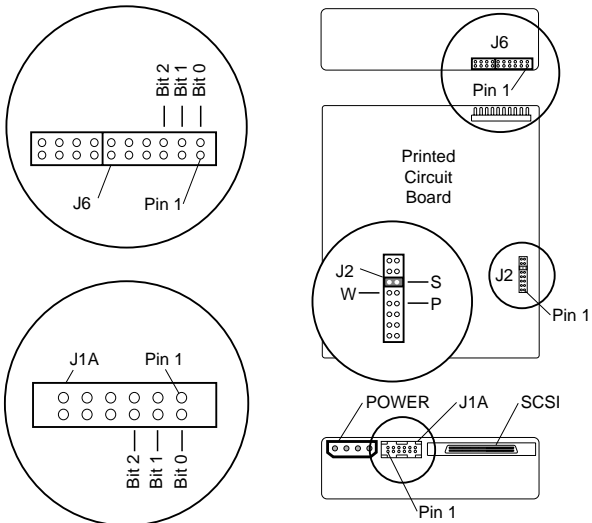 Bit 2
Bit 1
Bit 0
J6
Pin 1
J6
Pin 1
Printed
Circuit
Board
J2
W
S
P
J2
Pin 1
J1A
Pin 1
Bit 2
Bit 1
Bit 0
POWER
J1A
SCSI
Pin 1